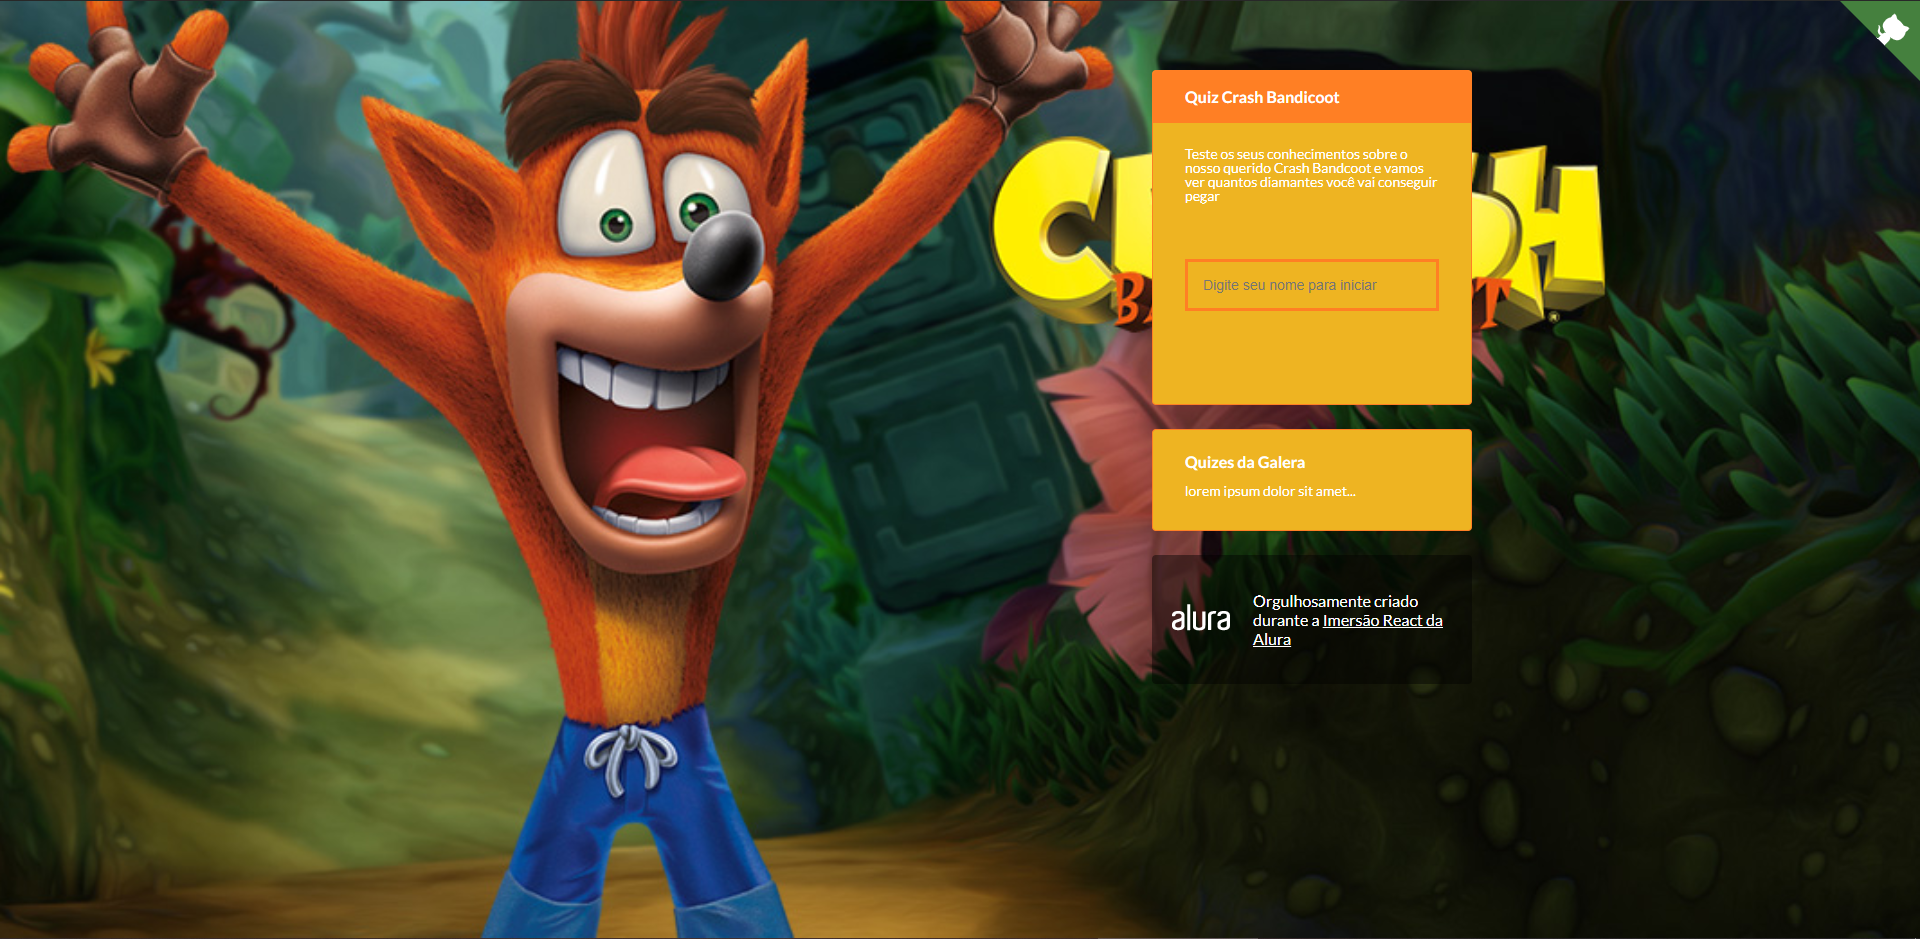 Quiz Crash Bandicoot
Teste os seus conhecimentos sobre o
nosso querido Crash Bandcoot e vamos
ver quantos diamantes você vai conseguir
pegar
Digite seu nome para iniciar
Quizes da Galera
lorem ipsum dolor sit amet...
alura
Orgulhosamente criado
durante a Imersão React da
Alura